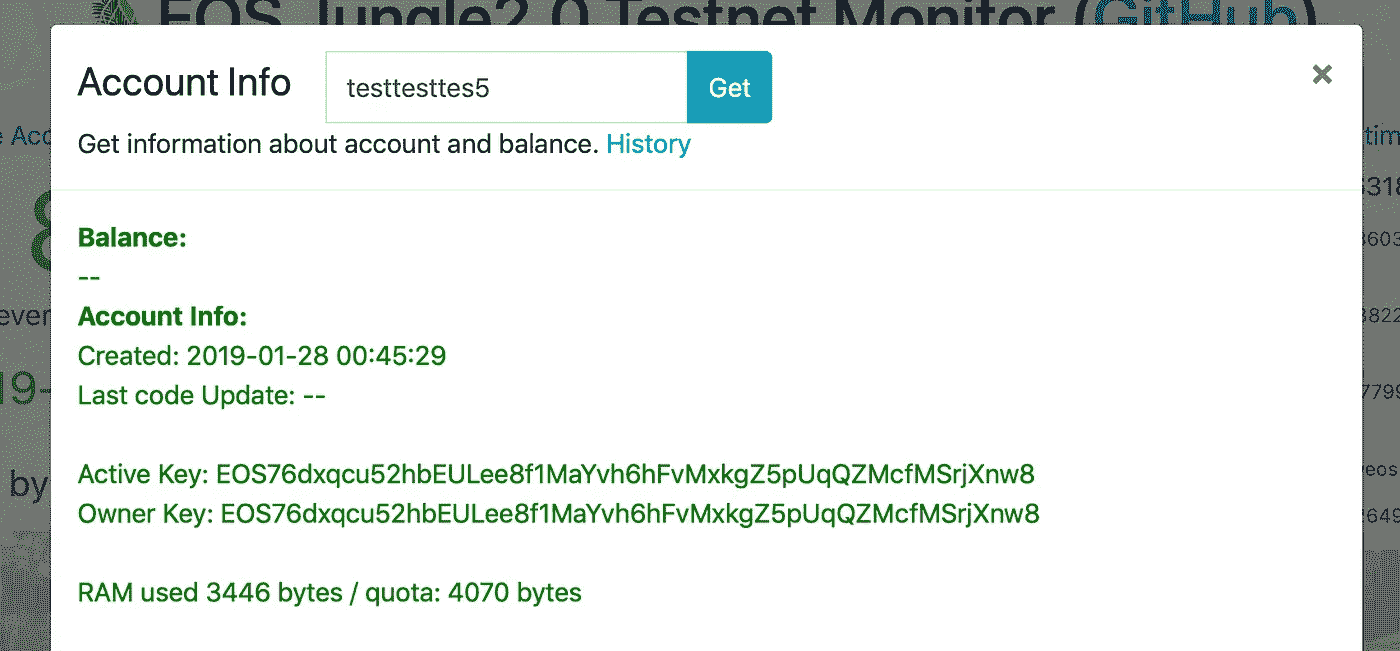 EOS Jungle2.0 Testnet Monitor (GitHub)
Account Info
testtesttes5
Get
×
Get information about account and balance. History
Balance:
--
Account Info:
Created: 2019-01-28 00:45:29
Last code Update: --
Active Key: EOS76dxqcu52hbEULee8f1MaYvh6hFvMxkgZ5pUqQZMcfMSrjXnw8
Owner Key: EOS76dxqcu52hbEULee8f1MaYvh6hFvMxkgZ5pUqQZMcfMSrjXnw8
RAM used 3446 bytes / quota: 4070 bytes
by